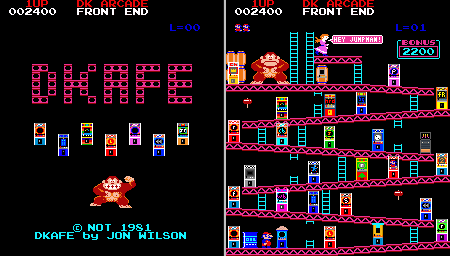 1UP DK ARCADE
002400 FRONT END
L=00
DKAFE
© NOT 1981
DKAFE by JON WILSON
1UP DK ARCADE
002400 FRONT END
L=01
HEY JUMPMAN!
BONUS
2200